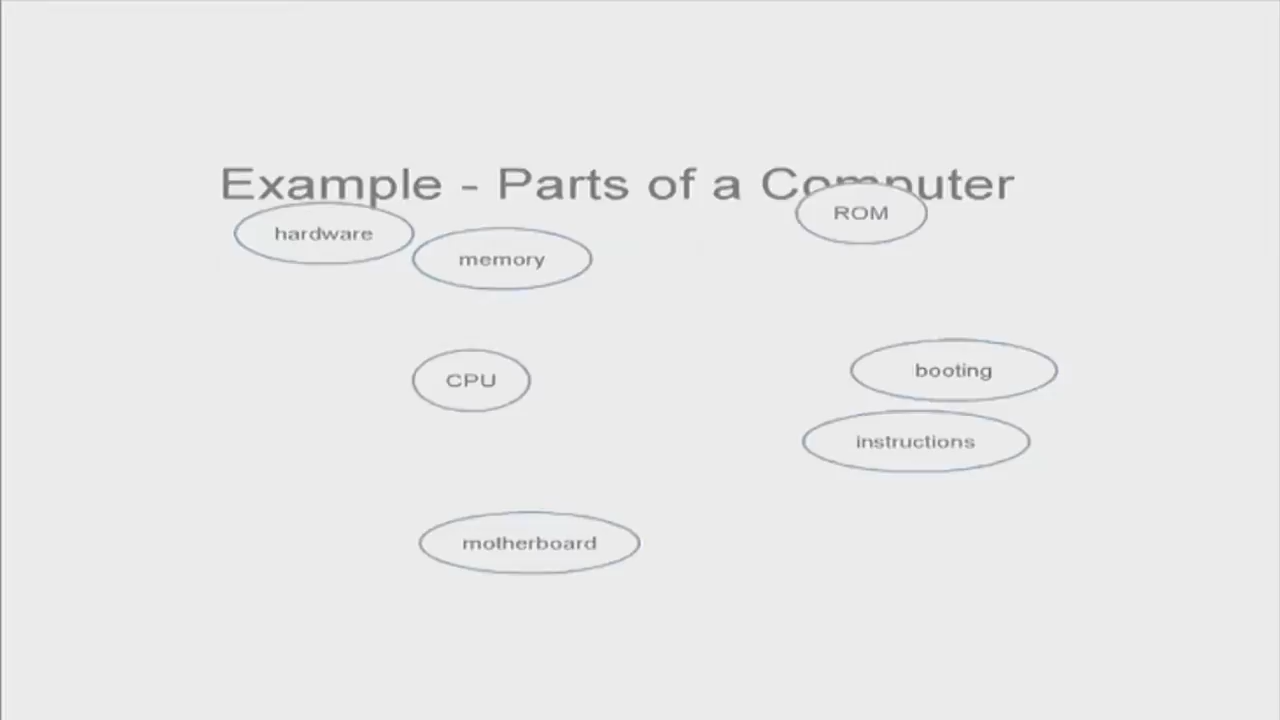 Example - Parts of a Computer
ROM
hardware
memory
booting
CPU
instructions
motherboard